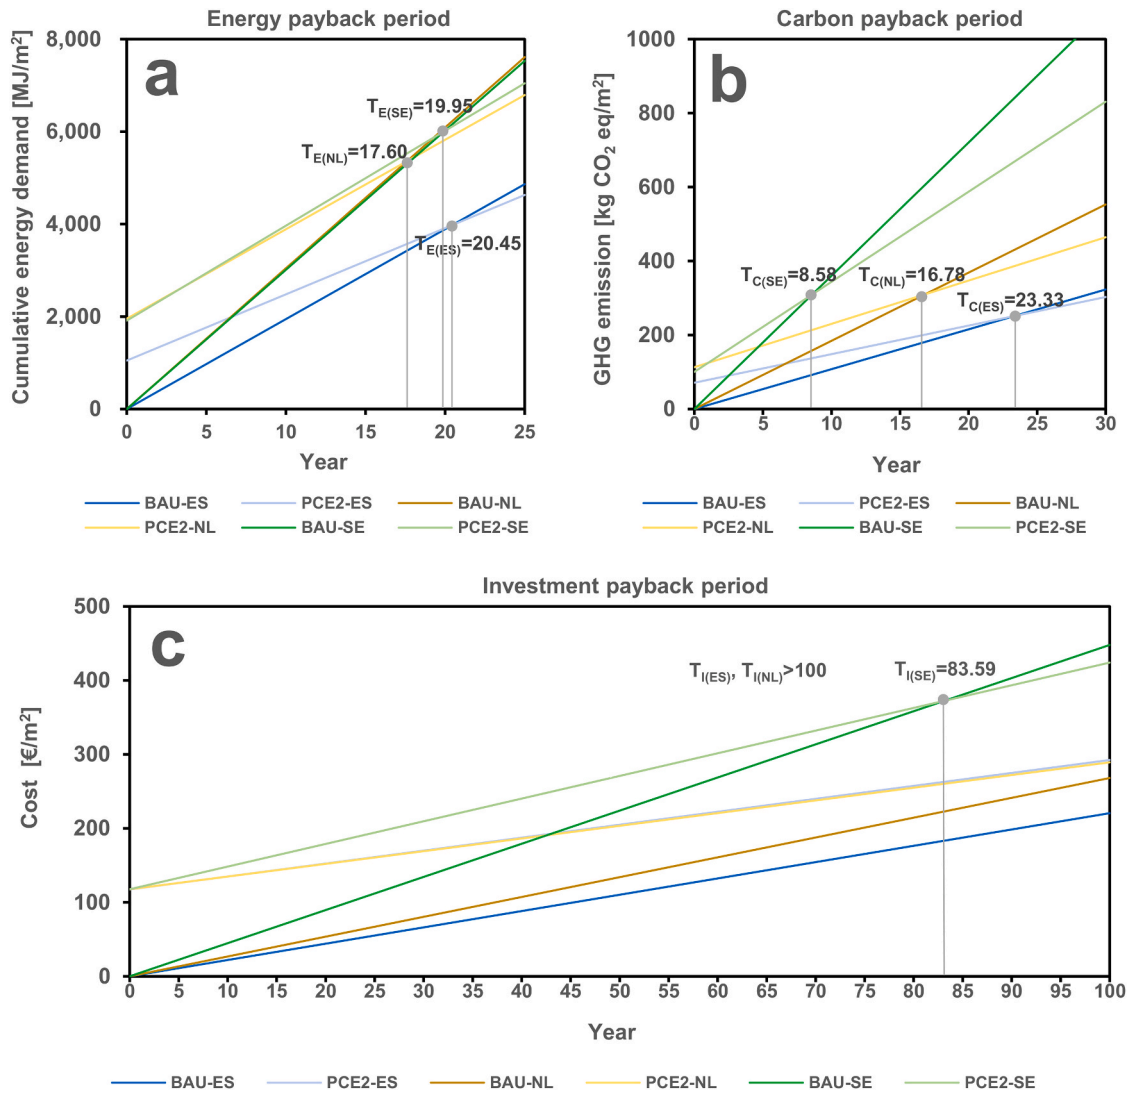 Energy payback period
a
Cumulative energy demand [MJ/m²]
8,000
6,000
4,000
2,000
0
T_E(SE)=19.95
T_E(NL)=17.60
T_E(ES)=20.45
0 5 10 15 20 25
Year
BAU-ES PCE2-ES BAU-NL
PCE2-NL BAU-SE PCE2-SE
Carbon payback period
b
GHG emission [kg CO₂ eq/m²]
1000
800
600
400
200
0
T_C(SE)=8.58 T_C(NL)=16.78
T_C(ES)=23.33
0 5 10 15 20 25 30
Year
BAU-ES PCE2-ES BAU-NL
PCE2-NL BAU-SE PCE2-SE
Investment payback period
c
Cost [€/m²]
500
400
300
200
100
0
T_I(ES), T_I(NL)>100 T_I(SE)=83.59
0 5 10 15 20 25 30 35 40 45 50 55 60 65 70 75 80 85 90 95 100
Year
BAU-ES PCE2-ES BAU-NL PCE2-NL BAU-SE PCE2-SE